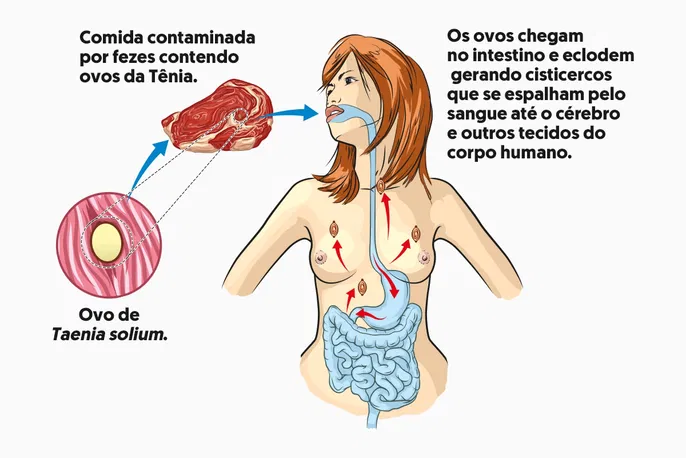 Comida contaminada
por fezes contendo
ovos da Tênia.
Os ovos chegam
no intestino e eclodem
gerando cisticercos
que se espalham pelo
sangue até o cérebro
e outros tecidos do
corpo humano.
Ovo de
Taenia solium.